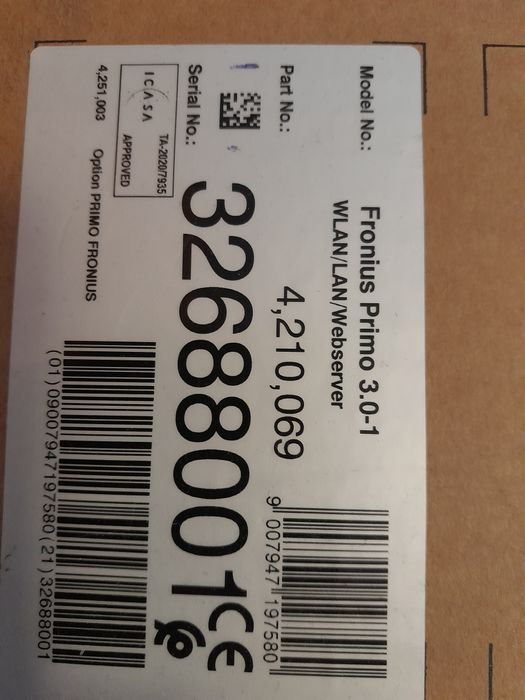 Model No.: Fronius Primo 3.0-1
WLAN/LAN/Webserver
Part No.: 4,210,069
9 007947 197580
Serial No.: 32688001
CE
ICASA
TA-2020/7935
APPROVED
4,251,003 Option PRIMO FRONIUS
(01)09007947197580(21)32688001